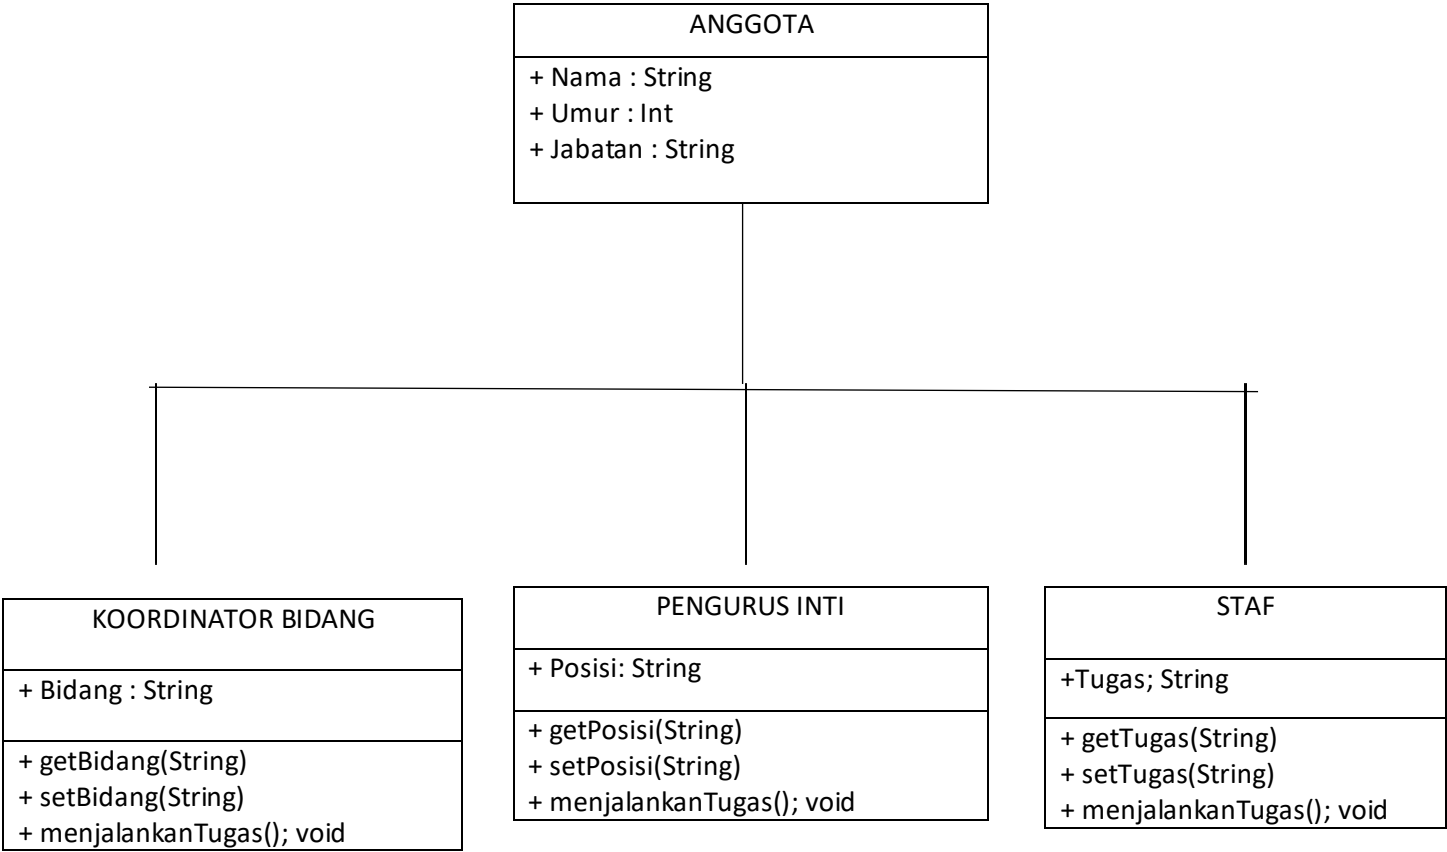 ANGGOTA
+ Nama : String
+ Umur : Int
+ Jabatan : String
KOORDINATOR BIDANG
+ Bidang : String
+ getBidang(String)
+ setBidang(String)
+ menjalankanTugas(); void
PENGURUS INTI
+ Posisi: String
+ getPosisi(String)
+ setPosisi(String)
+ menjalankanTugas(); void
STAF
+Tugas; String
+ getTugas(String)
+ setTugas(String)
+ menjalankanTugas(); void